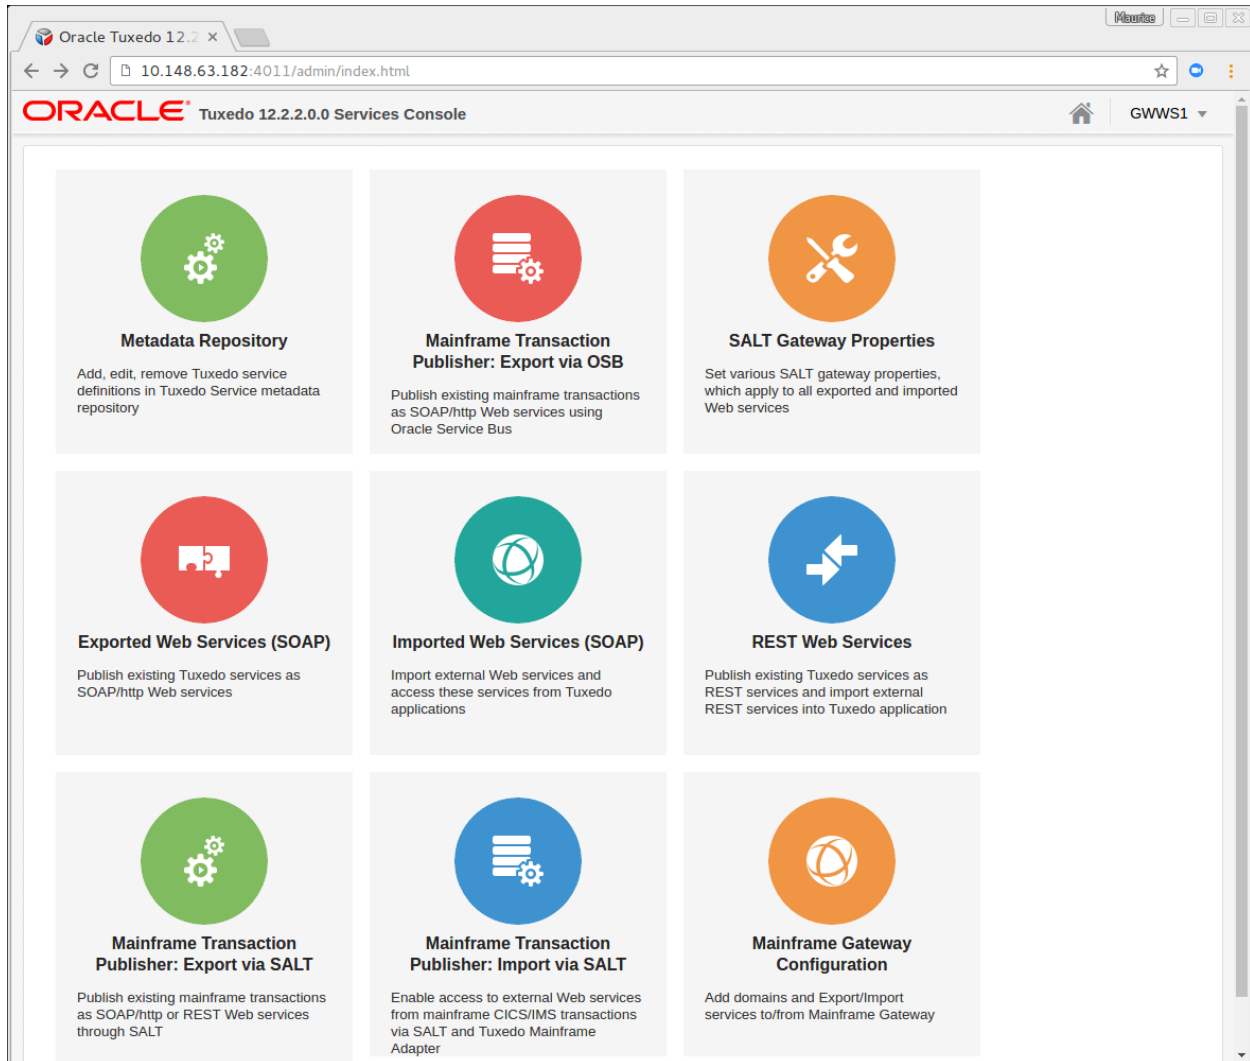 Maurice
Oracle Tuedo 12.2
10.148.63.182:4011/admin/index.html
ORACLE Tuxedo 12.2.2.0.0 Services Console
GWWS1
Metadata Repository
Add, edit, remove Tuxedo service
definitions in Tuxedo Service metadata
repository
Mainframe Transaction
Publisher: Export via OSB
Publish existing mainframe transactions
as SOAP/http Web services using
Oracle Service Bus
SALT Gateway Properties
Set various SALT gateway properties,
which apply to all exported and imported
Web services
Exported Web Services (SOAP)
Publish existing Tuxedo services as
SOAP/http Web services
Imported Web Services (SOAP)
Import external Web services and
access these services from Tuxedo
applications
REST Web Services
Publish existing Tuxedo services as
REST services and import external
REST services into Tuxedo application
Mainframe Transaction
Publisher: Export via SALT
Publish existing mainframe transactions
as SOAP/http or REST Web services
through SALT
Mainframe Transaction
Publisher: Import via SALT
Enable access to external Web services
from mainframe CICS/IMS transactions
via SALT and Tuxedo Mainframe
Adapter
Mainframe Gateway
Configuration
Add domains and Export/Import
services to/from Mainframe Gateway